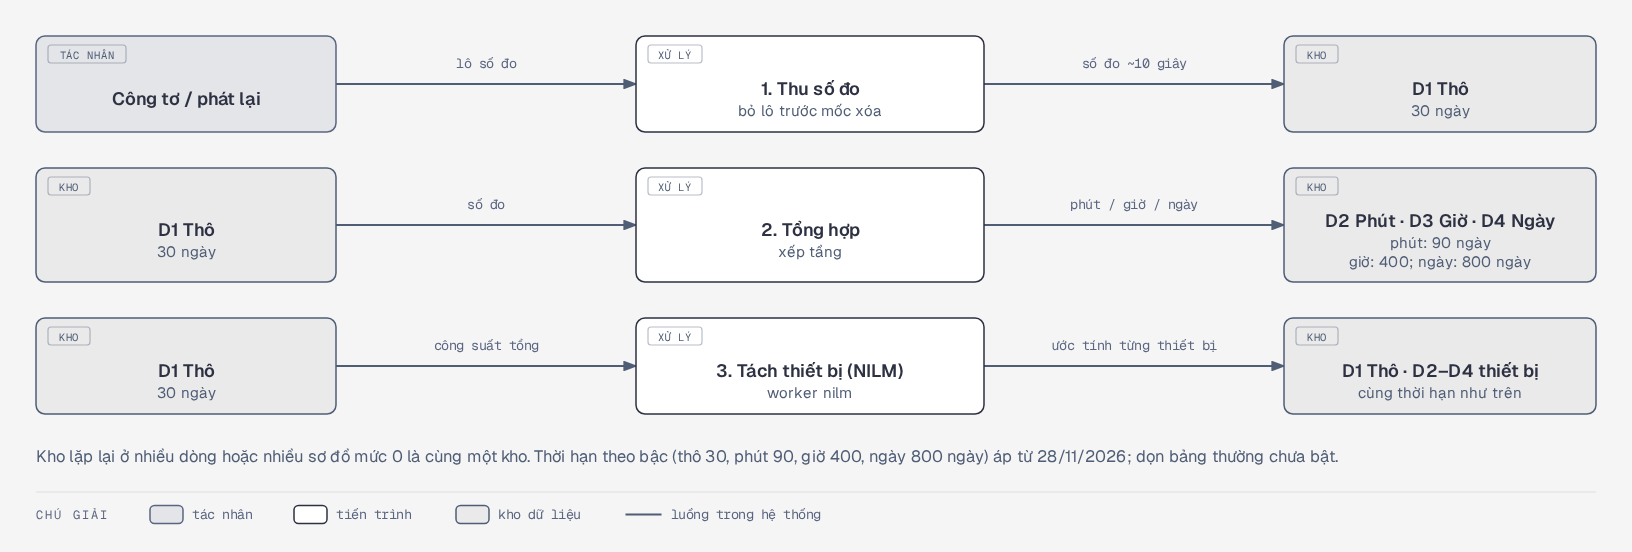 TÁC NHÂN
Công tơ / phát lại
lô số đo
XỬ LÝ
1. Thu số đo
bỏ lô trước mốc xóa
số đo ~10 giây
KHO
D1 Thô
30 ngày
KHO
D1 Thô
30 ngày
số đo
XỬ LÝ
2. Tổng hợp
xếp tầng
phút / giờ / ngày
KHO
D2 Phút · D3 Giờ · D4 Ngày
phút: 90 ngày
giờ: 400; ngày: 800 ngày
KHO
D1 Thô
30 ngày
công suất tổng
XỬ LÝ
3. Tách thiết bị (NILM)
worker nilm
ước tính từng thiết bị
KHO
D1 Thô · D2–D4 thiết bị
cùng thời hạn như trên
Kho lặp lại ở nhiều dòng hoặc nhiều sơ đồ mức 0 là cùng một kho. Thời hạn theo bậc (thô 30, phút 90, giờ 400, ngày 800 ngày) áp từ 28/11/2026; dọn bảng thường chưa bật.
CHÚ GIẢI
tác nhân
tiến trình
kho dữ liệu
luồng trong hệ thống